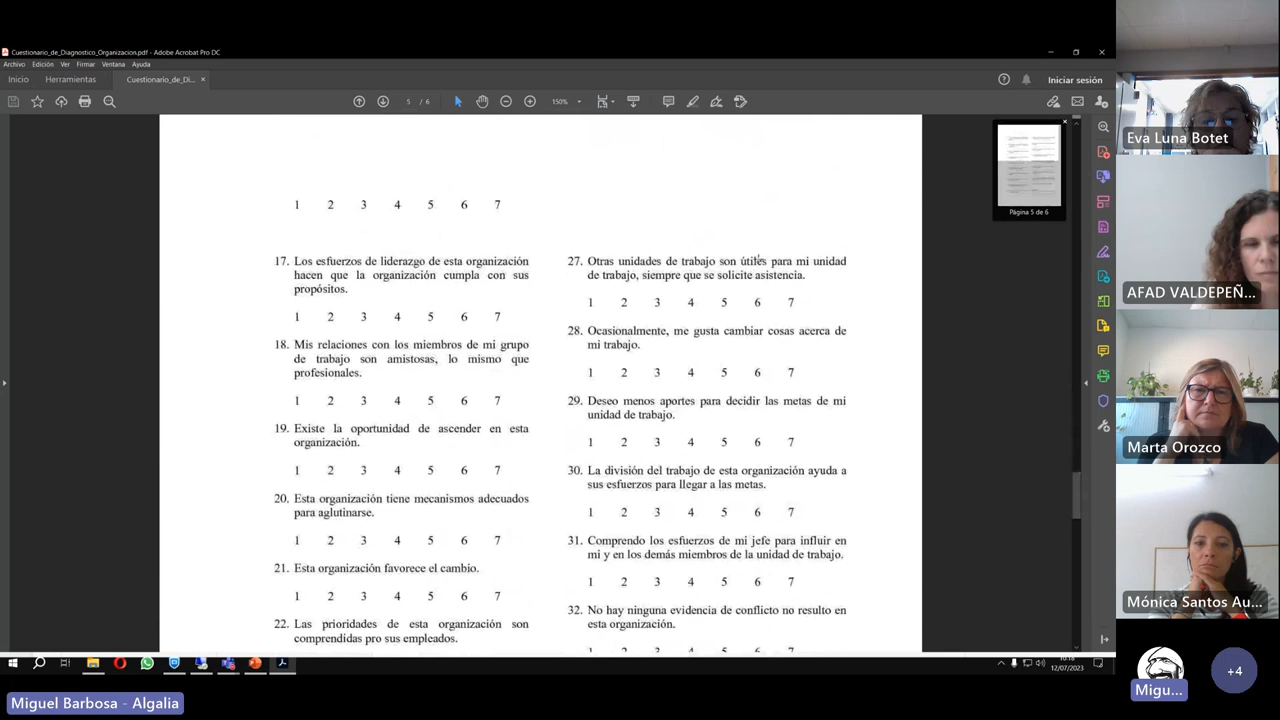 Cuestionario_de_Diagnostico_Organizacion.pdf - Adobe Acrobat Pro DC
Archivo Edición Ver Firmar Ventana Ayuda
Inicio Herramientas Cuestionario_de_Di... × Iniciar sesión
5 / 6 150%
1 2 3 4 5 6 7
17. Los esfuerzos de liderazgo de esta organización
hacen que la organización cumpla con sus
propósitos.
1 2 3 4 5 6 7
18. Mis relaciones con los miembros de mi grupo
de trabajo son amistosas, lo mismo que
profesionales.
1 2 3 4 5 6 7
19. Existe la oportunidad de ascender en esta
organización.
1 2 3 4 5 6 7
20. Esta organización tiene mecanismos adecuados
para aglutinarse.
1 2 3 4 5 6 7
21. Esta organización favorece el cambio.
1 2 3 4 5 6 7
22. Las prioridades de esta organización son
comprendidas pro sus empleados.
27. Otras unidades de trabajo son útiles para mi unidad
de trabajo, siempre que se solicite asistencia.
1 2 3 4 5 6 7
28. Ocasionalmente, me gusta cambiar cosas acerca de
mi trabajo.
1 2 3 4 5 6 7
29. Deseo menos aportes para decidir las metas de mi
unidad de trabajo.
1 2 3 4 5 6 7
30. La división del trabajo de esta organización ayuda a
sus esfuerzos para llegar a las metas.
1 2 3 4 5 6 7
31. Comprendo los esfuerzos de mi jefe para influir en
mi y en los demás miembros de la unidad de trabajo.
1 2 3 4 5 6 7
32. No hay ninguna evidencia de conflicto no resulto en
esta organización.
1 2 3 4 5 6 7
Página 5 de 6
Eva Luna Botet
AFAD VALDEPEÑ...
Marta Orozco
Mónica Santos Au...
Migu...
+4
10:18
12/07/2023
Miguel Barbosa - Algalia